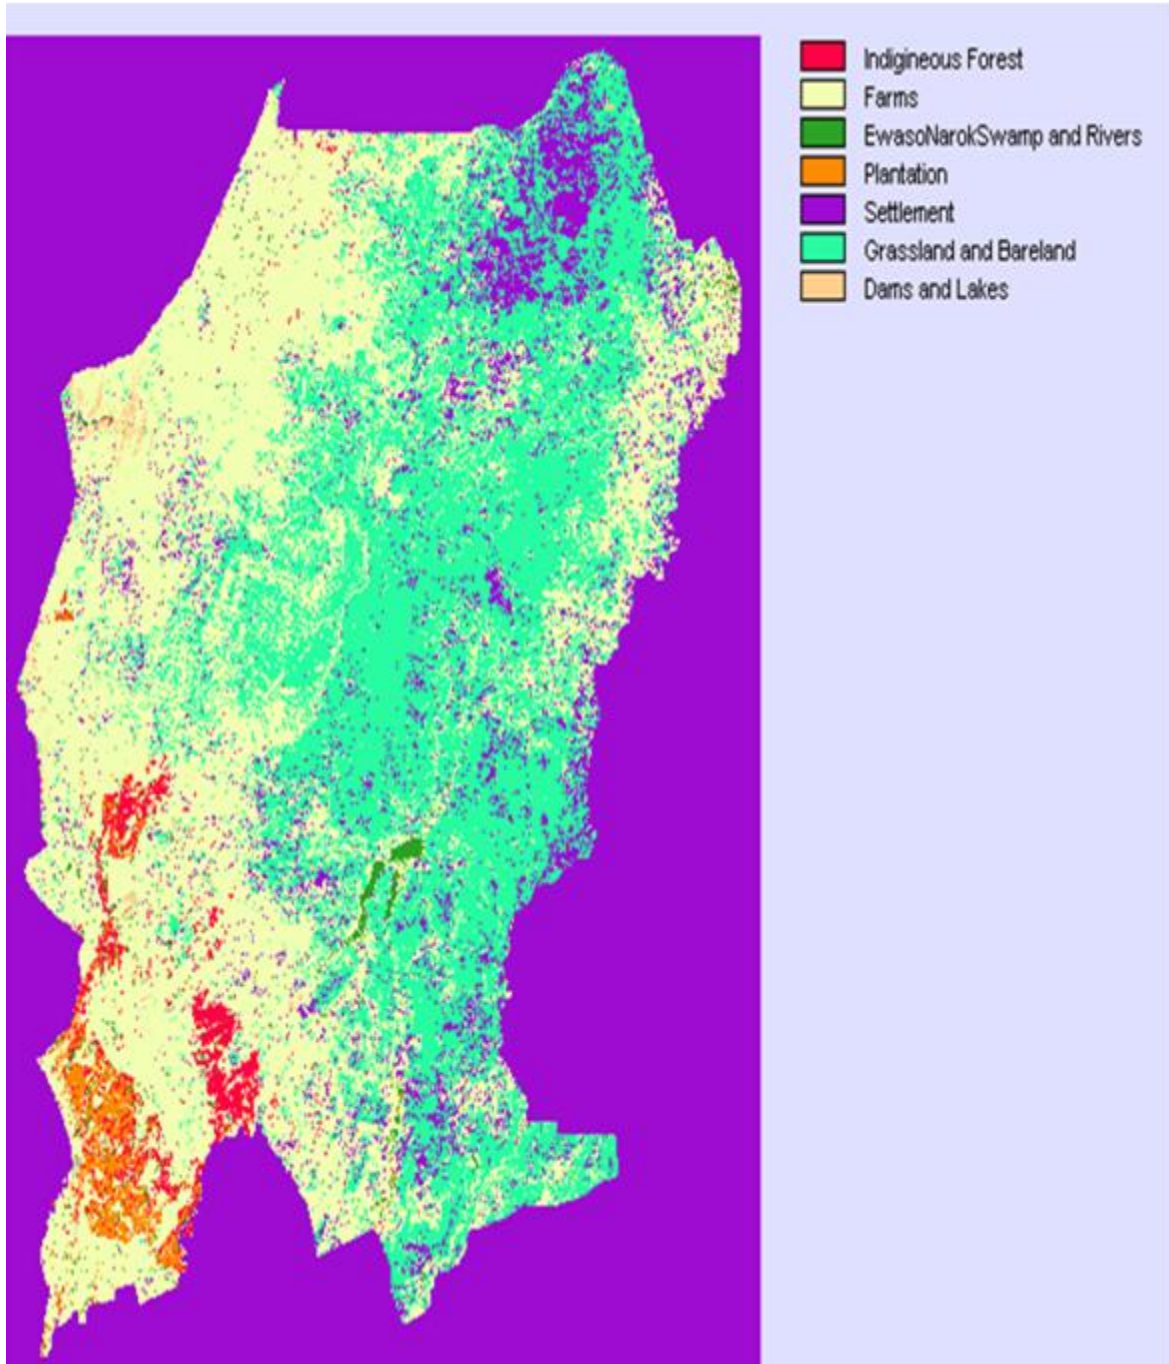 Indigineous Forest
Farms
EwasoNarokSwamp and Rivers
Plantation
Settlement
Grassland and Bareland
Dams and Lakes